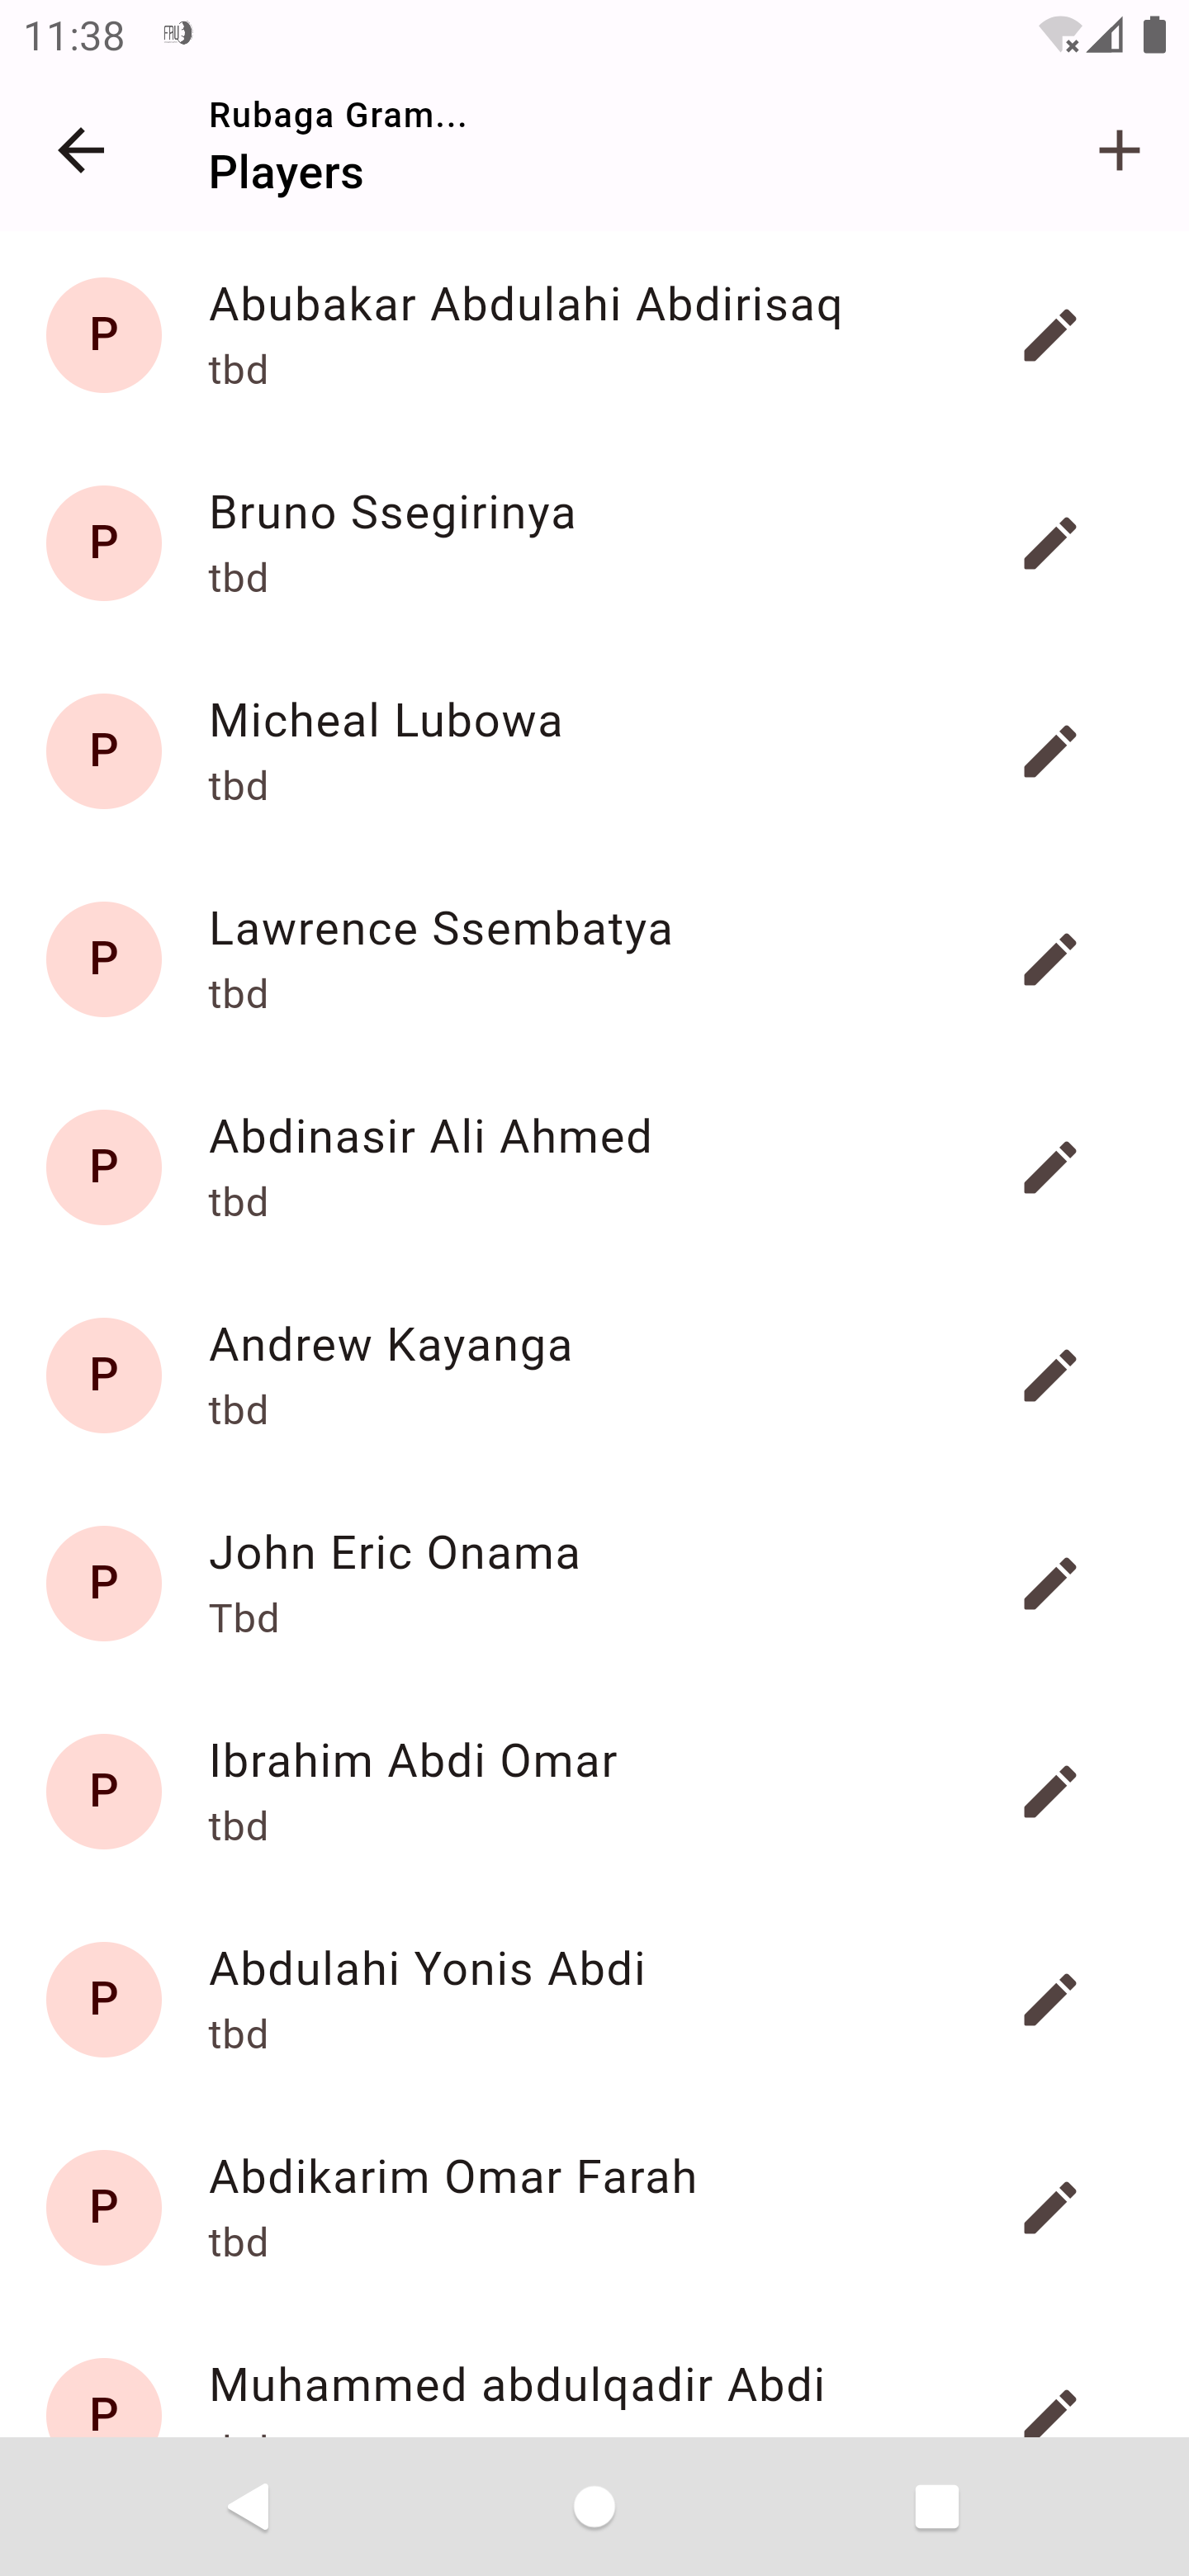 11:38
Rubaga Gram...
Players
P
Abubakar Abdulahi Abdirisaq
tbd
P
Bruno Ssegirinya
tbd
P
Micheal Lubowa
tbd
P
Lawrence Ssembatya
tbd
P
Abdinasir Ali Ahmed
tbd
P
Andrew Kayanga
tbd
P
John Eric Onama
Tbd
P
Ibrahim Abdi Omar
tbd
P
Abdulahi Yonis Abdi
tbd
P
Abdikarim Omar Farah
tbd
P
Muhammed abdulqadir Abdi